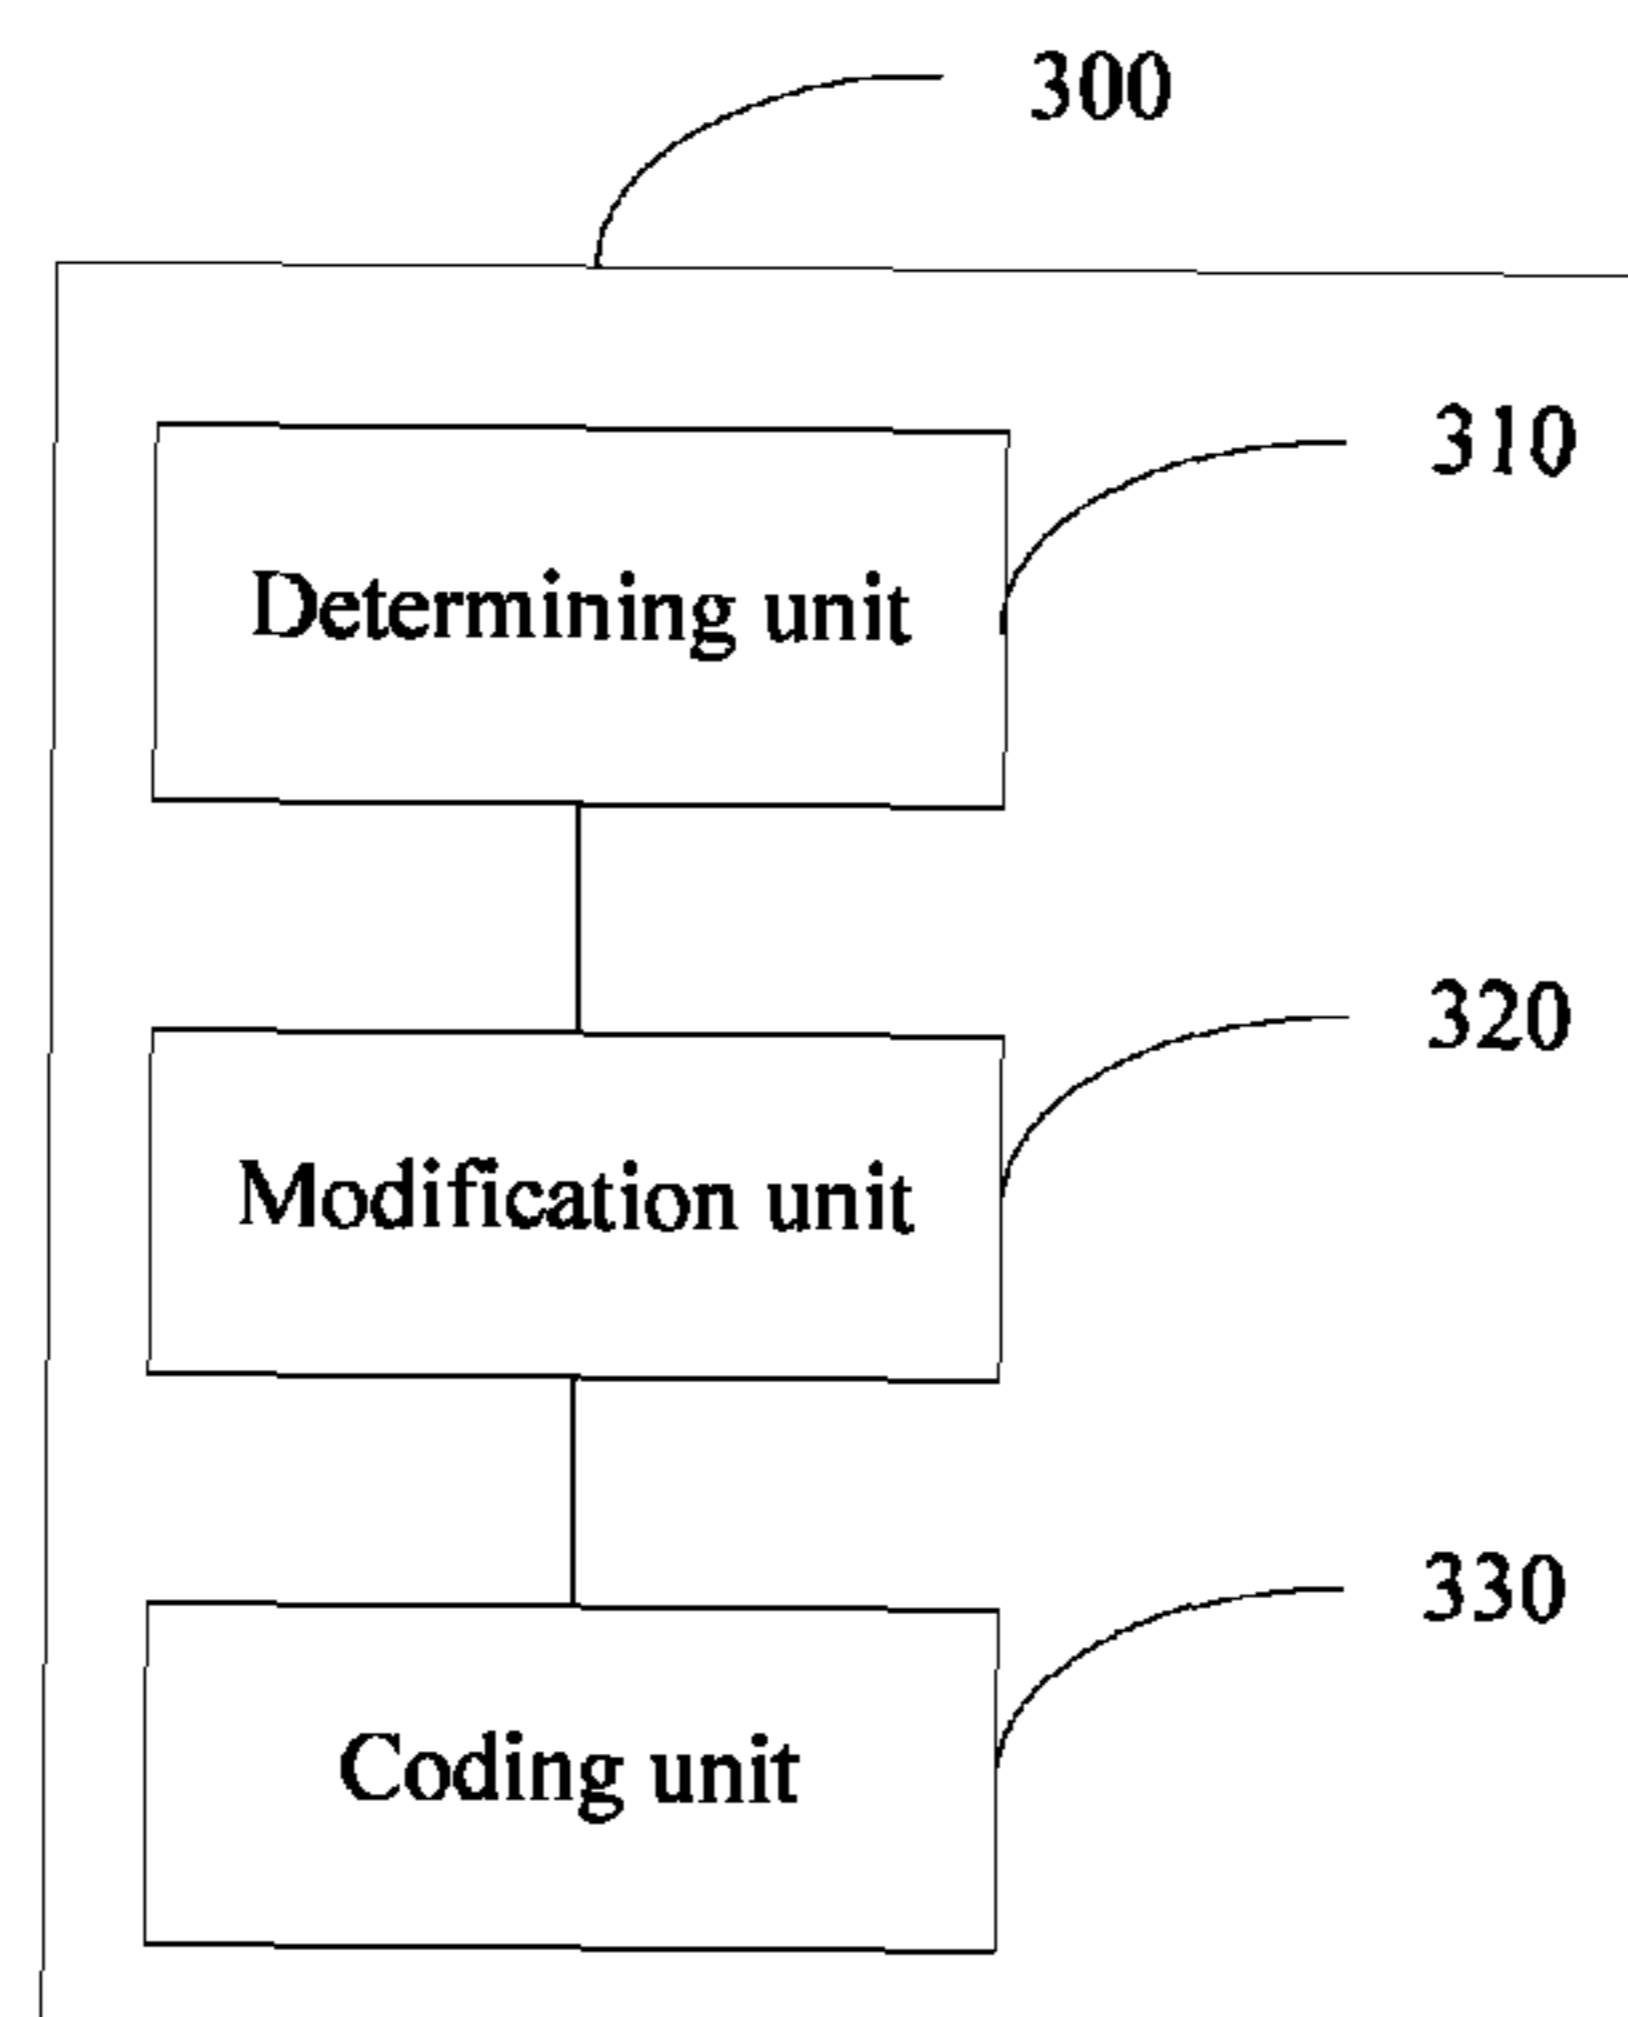 300
310
Determining unit
320
Modification unit
330
Coding unit